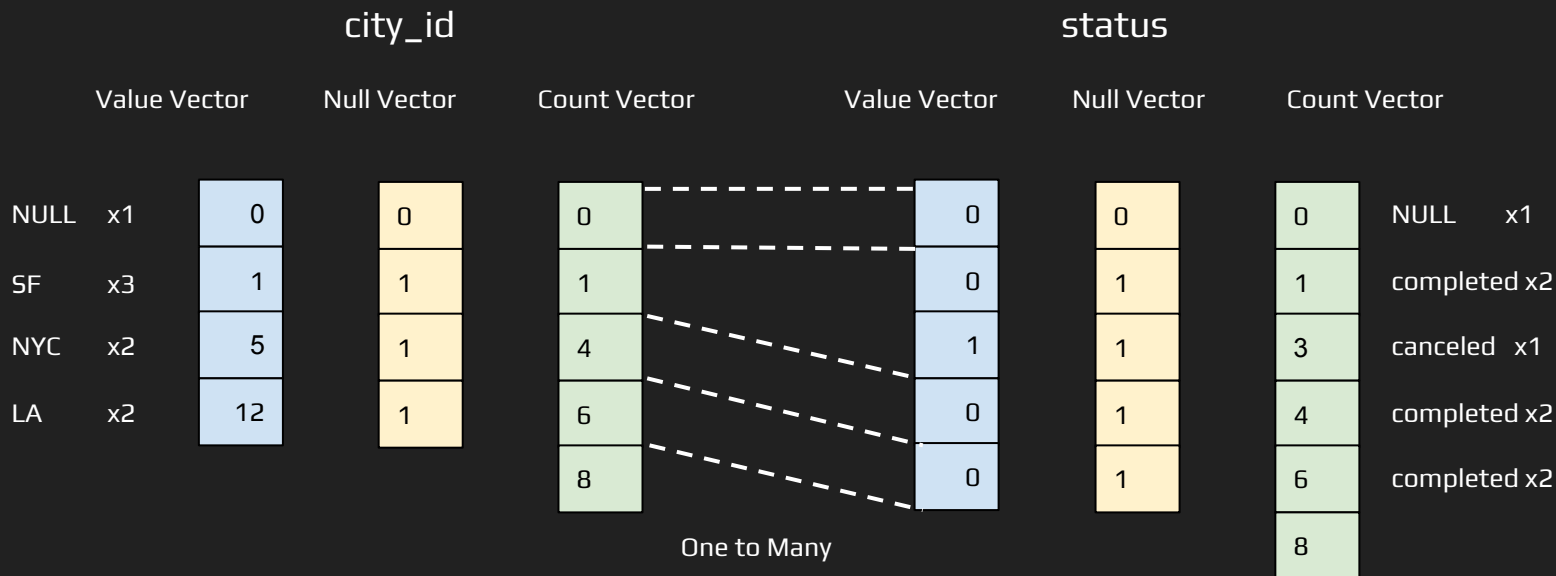 city_id status
Value Vector Null Vector Count Vector Value Vector Null Vector Count Vector
NULL x1 0 0 0 0 0 0 NULL x1
SF x3 1 1 1 0 1 1 completed x2
NYC x2 5 1 4 1 1 3 canceled x1
LA x2 12 1 6 0 1 4 completed x2
8 0 1 6 completed x2
One to Many 8